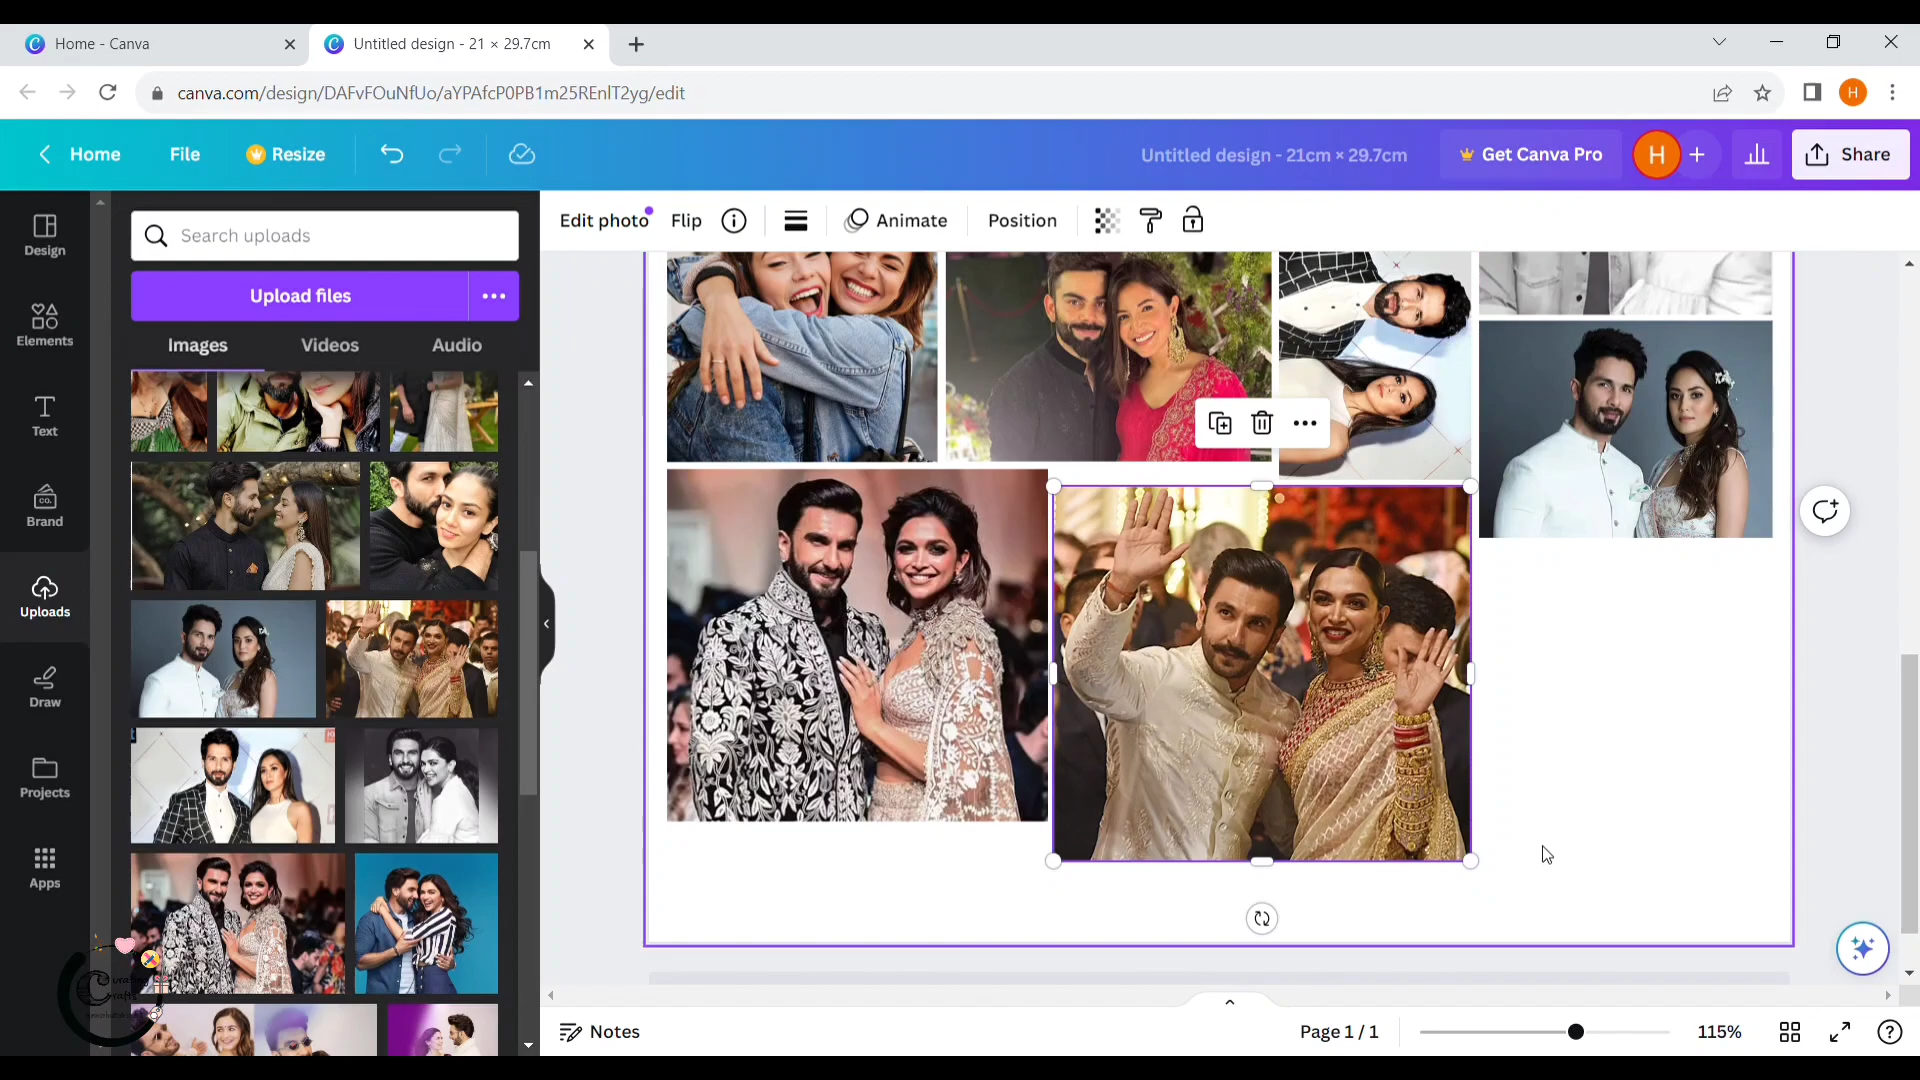 Home - Canva
Untitled design - 21 × 29.7cm
canva.com/design/DAFvFOuNfUo/aYPAfcP0PB1m25REnlT2yg/edit
H
Home
File
Resize
Untitled design - 21cm × 29.7cm
Get Canva Pro
H
Share
Design
Elements
Text
CO.
Brand
Uploads
Draw
Projects
Apps
Search uploads
Upload files
Images
Videos
Audio
Edit photo
Flip
Animate
Position
Notes
Page 1 / 1
115%